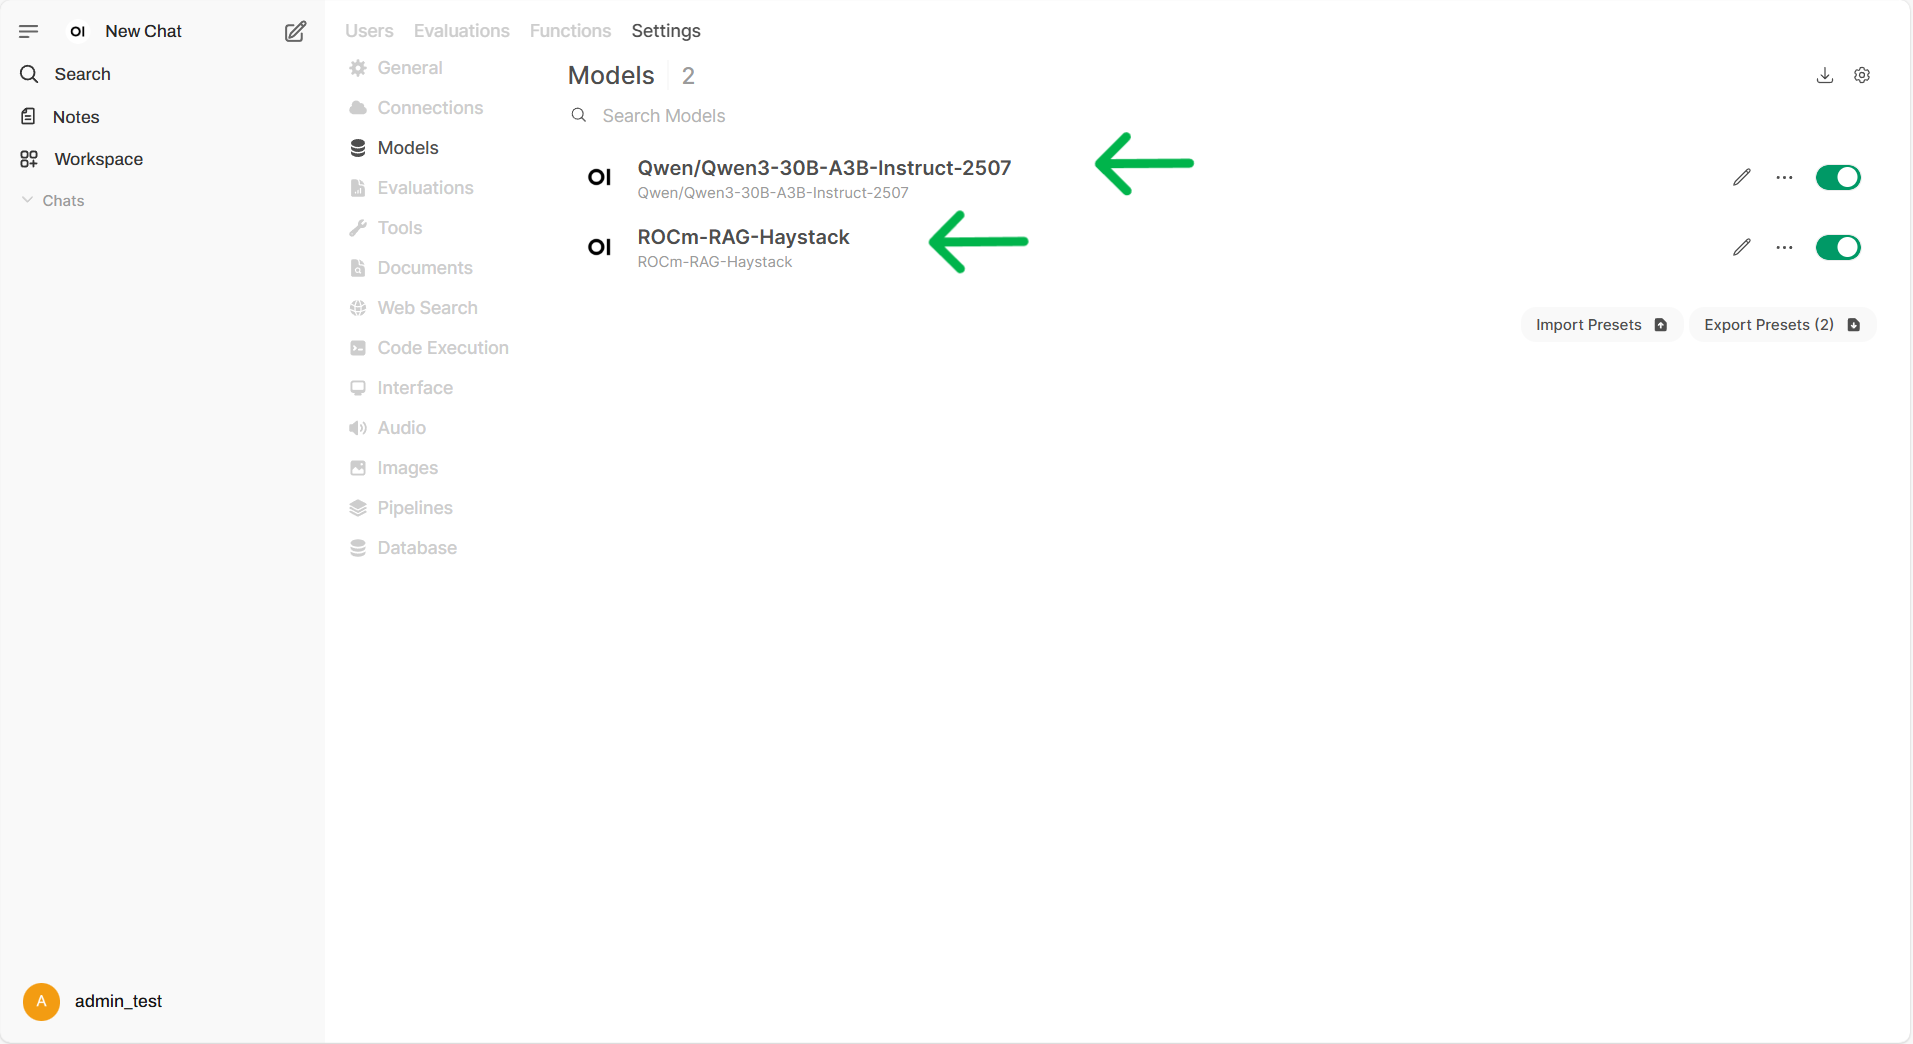 OI New Chat
Search
Notes
Workspace
Chats
A admin_test
Users Evaluations Functions Settings
General
Connections
Models
Evaluations
Tools
Documents
Web Search
Code Execution
Interface
Audio
Images
Pipelines
Database
Models 2
Search Models
OI Qwen/Qwen3-30B-A3B-Instruct-2507
Qwen/Qwen3-30B-A3B-Instruct-2507
OI ROCm-RAG-Haystack
ROCm-RAG-Haystack
Import Presets Export Presets (2)